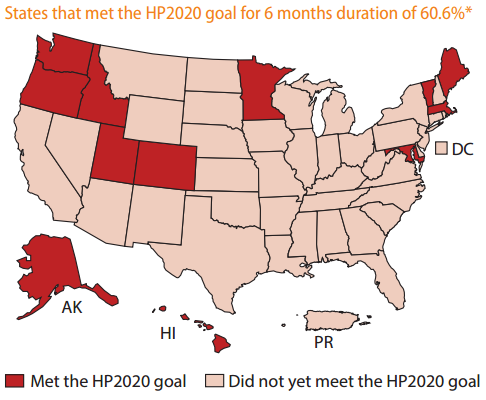 States that met the HP2020 goal for 6 months duration of 60.6%*
DC
AK
HI
PR
Met the HP2020 goal
Did not yet meet the HP2020 goal